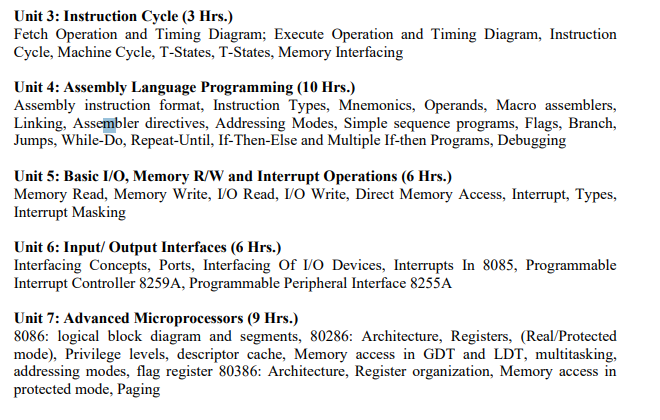 Unit 3: Instruction Cycle (3 Hrs.)
Fetch Operation and Timing Diagram; Execute Operation and Timing Diagram, Instruction
Cycle, Machine Cycle, T-States, T-States, Memory Interfacing
Unit 4: Assembly Language Programming (10 Hrs.)
Assembly instruction format, Instruction Types, Mnemonics, Operands, Macro assemblers,
Linking, Assembler directives, Addressing Modes, Simple sequence programs, Flags, Branch,
Jumps, While-Do, Repeat-Until, If-Then-Else and Multiple If-then Programs, Debugging
Unit 5: Basic I/O, Memory R/W and Interrupt Operations (6 Hrs.)
Memory Read, Memory Write, I/O Read, I/O Write, Direct Memory Access, Interrupt, Types,
Interrupt Masking
Unit 6: Input/ Output Interfaces (6 Hrs.)
Interfacing Concepts, Ports, Interfacing Of I/O Devices, Interrupts In 8085, Programmable
Interrupt Controller 8259A, Programmable Peripheral Interface 8255A
Unit 7: Advanced Microprocessors (9 Hrs.)
8086: logical block diagram and segments, 80286: Architecture, Registers, (Real/Protected
mode), Privilege levels, descriptor cache, Memory access in GDT and LDT, multitasking,
addressing modes, flag register 80386: Architecture, Register organization, Memory access in
protected mode, Paging